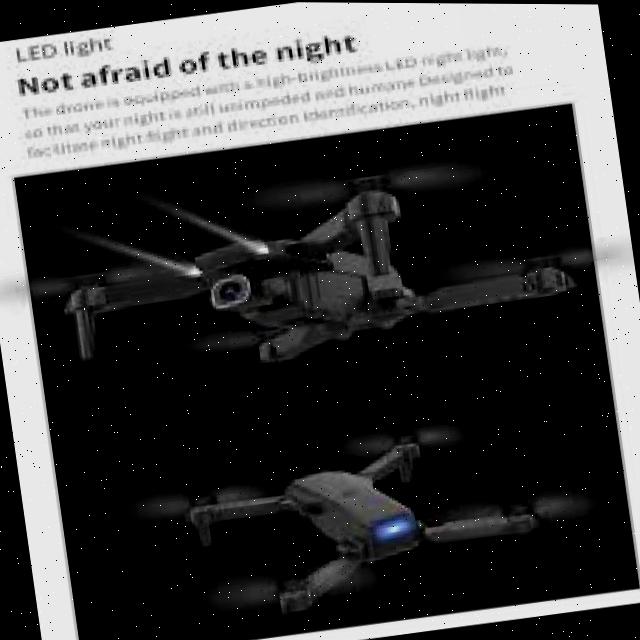 LED light
Not afraid of the night
The drone is equipped with a high-brightness LED night light,
so that your night is still unimpeded and humane Designed to
facilitate night flight and direction identification, night flight